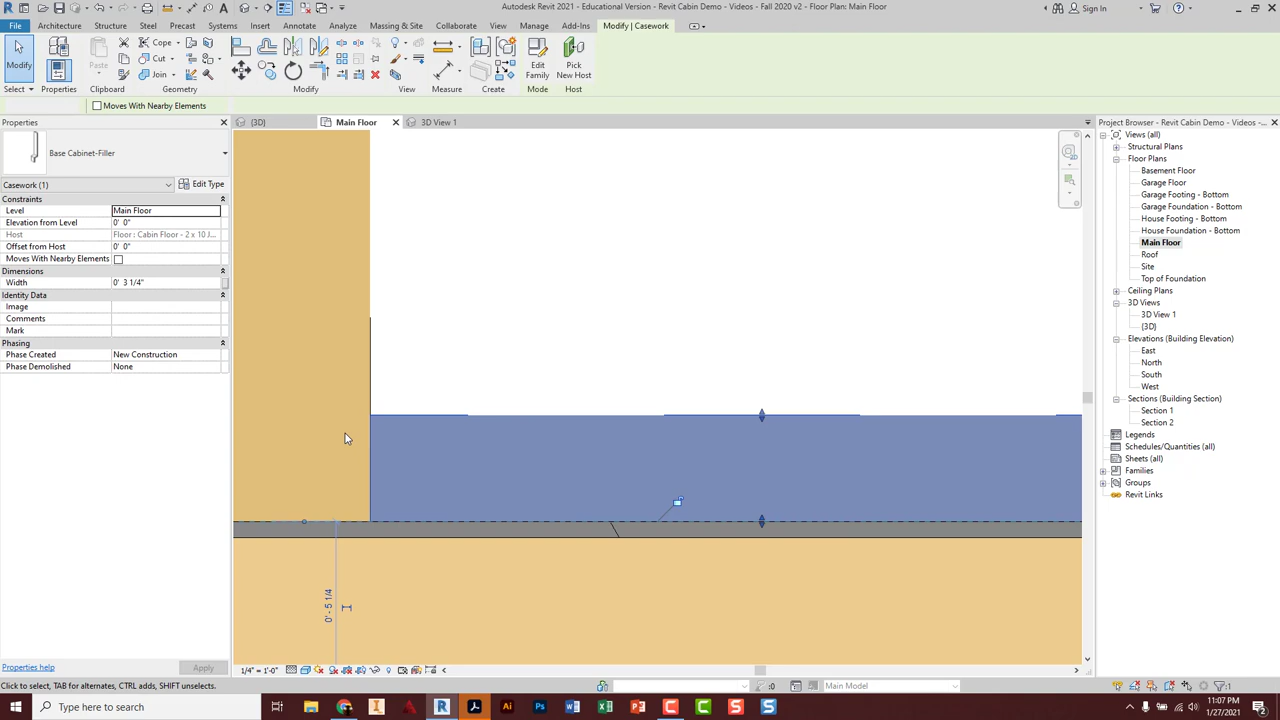 Autodesk Revit 2021 - Educational Version - Revit Cabin Demo - Videos - Fall 2020 v2 - Floor Plan: Main Floor
Sign In
File Architecture Structure Steel Precast Systems Insert Annotate Analyze Massing & Site Collaborate View Manage Add-Ins Modify | Casework
Modify Paste Cope Cut Join Edit Family Pick New Host
Select Properties Clipboard Geometry Modify View Measure Create Mode Host
Moves With Nearby Elements
Properties
{3D} Main Floor 3D View 1
Project Browser - Revit Cabin Demo - Videos -...
Base Cabinet-Filler
Casework (1) Edit Type
Constraints
Level Main Floor
Elevation from Level 0' 0"
Host Floor : Cabin Floor - 2 x 10 J...
Offset from Host 0' 0"
Moves With Nearby Elements
Dimensions
Width 0' 3 1/4"
Identity Data
Image
Comments
Mark
Phasing
Phase Created New Construction
Phase Demolished None
Properties help Apply
0' - 5 1/4
Views (all)
Structural Plans
Floor Plans
Basement Floor
Garage Floor
Garage Footing - Bottom
Garage Foundation - Bottom
House Footing - Bottom
House Foundation - Bottom
Main Floor
Roof
Site
Top of Foundation
Ceiling Plans
3D Views
3D View 1
{3D}
Elevations (Building Elevation)
East
North
South
West
Sections (Building Section)
Section 1
Section 2
Legends
Schedules/Quantities (all)
Sheets (all)
Families
Groups
Revit Links
1/4" = 1'-0"
Click to select, TAB for alternates, CTRL adds, SHIFT unselects.
:0 Main Model :1
Type here to search
11:07 PM
1/27/2021